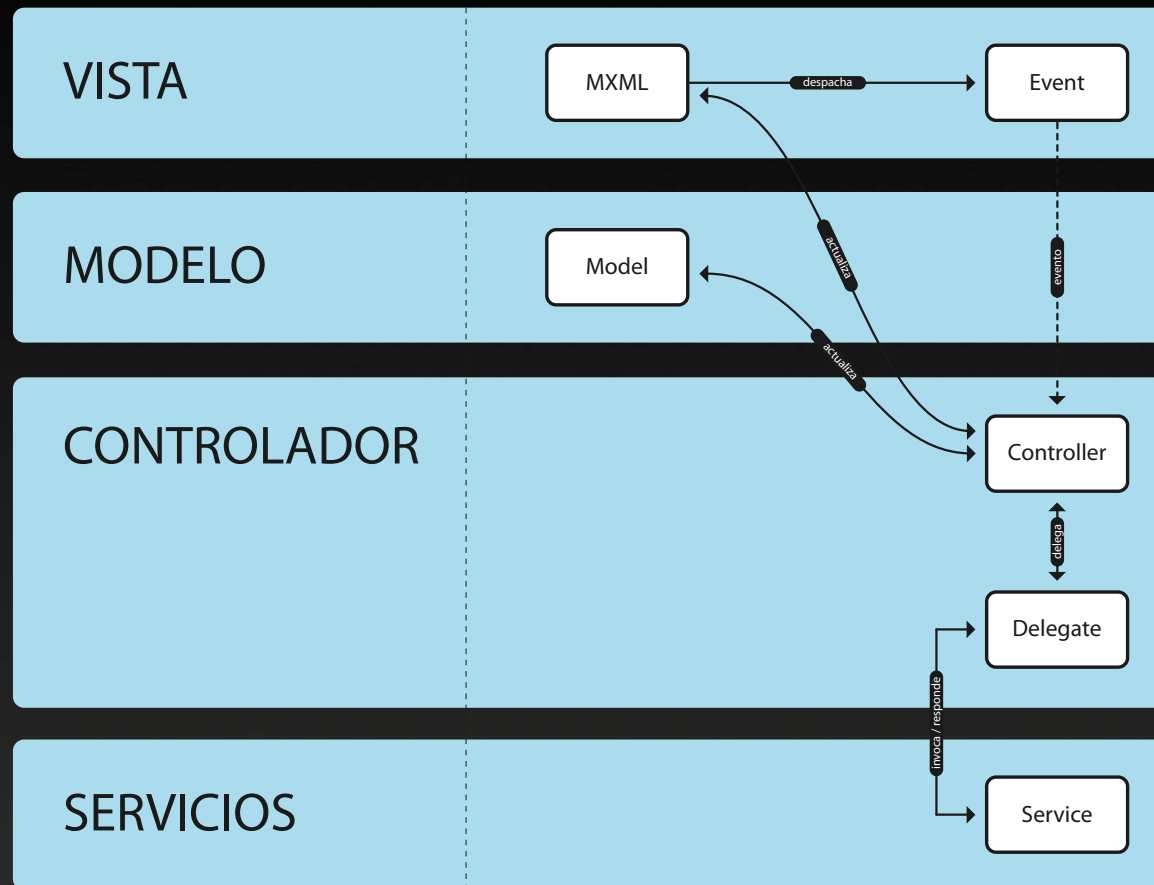 VISTA
MXML
despacha
Event
MODELO
Model
actualiza
evento
actualiza
CONTROLADOR
Controller
delega
Delegate
invoca / responde
SERVICIOS
Service